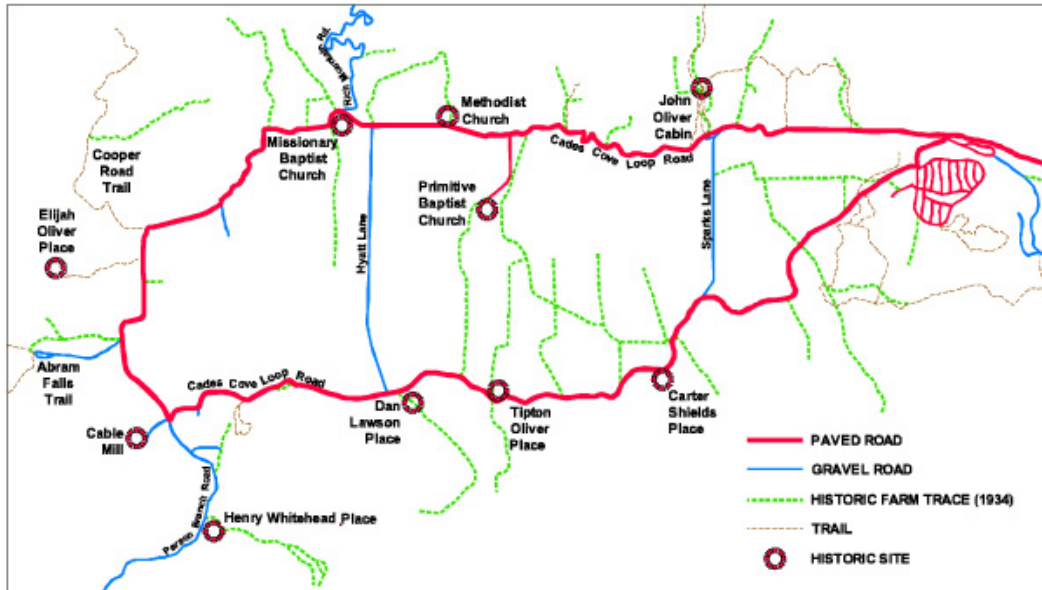 Rich Mountain Rd.
Methodist
Church
John
Oliver
Cabin
Missionary
Baptist
Church
Cades Cove Loop Road
Cooper
Road
Trail
Primitive
Baptist
Church
Elijah
Oliver
Place
Hyatt Lane
Sparks Lane
Abram
Falls
Trail
Cades Cove Loop Road
Dan
Lawson
Place
Tipton
Oliver
Place
Carter
Shields
Place
Cable
Mill
Parson Branch Road
Henry Whitehead Place
PAVED ROAD
GRAVEL ROAD
HISTORIC FARM TRACE (1934)
TRAIL
HISTORIC SITE